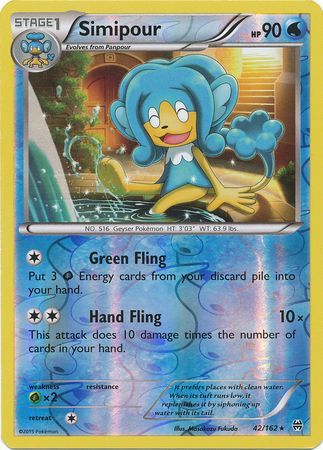 STAGE1
Simipour
HP 90
Evolves from Panpour
NO. 516 Geyser Pokémon HT: 3'03" WT: 63.9 lbs.
Green Fling
Put 3 Energy cards from your discard pile into
your hand.
Hand Fling 10×
This attack does 10 damage times the number of
cards in your hand.
weakness resistance
×2
retreat
It prefers places with clean water.
When its tuft runs low, it
replenishes it by siphoning up
water with its tail.
Illus. Masakazu Fukuda
©2015 Pokémon
42/162 ★